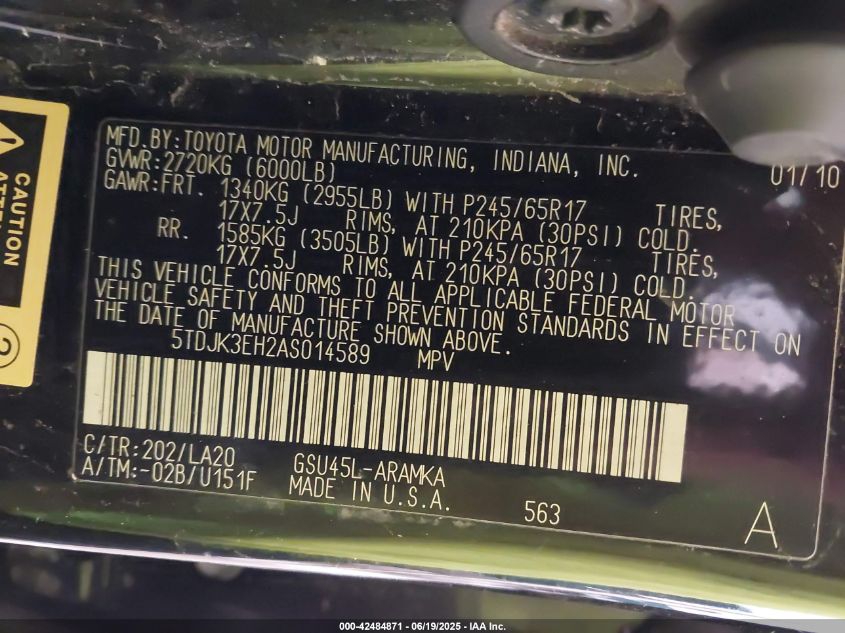 MFD.BY:TOYOTA MOTOR MANUFACTURING, INDIANA, INC. 01/10
GVWR:2720KG (6000LB)
GAWR:FRT. 1340KG (2955LB) WITH P245/65R17 TIRES,
17X7.5J RIMS, AT 210KPA (30PSI) COLD.
RR. 1585KG (3505LB) WITH P245/65R17 TIRES,
17X7.5J RIMS, AT 210KPA (30PSI) COLD.
THIS VEHICLE CONFORMS TO ALL APPLICABLE FEDERAL MOTOR
VEHICLE SAFETY AND THEFT PREVENTION STANDARDS IN EFFECT ON
THE DATE OF MANUFACTURE SHOWN ABOVE.
5TDJK3EH2AS014589 MPV
C/TR:202/LA20 GSU45L-ARAMKA
A/TM:-02B/U151F MADE IN U.S.A. 563
A
CAUTION
2
000-42484871 - 06/19/2025 - IAA Inc.